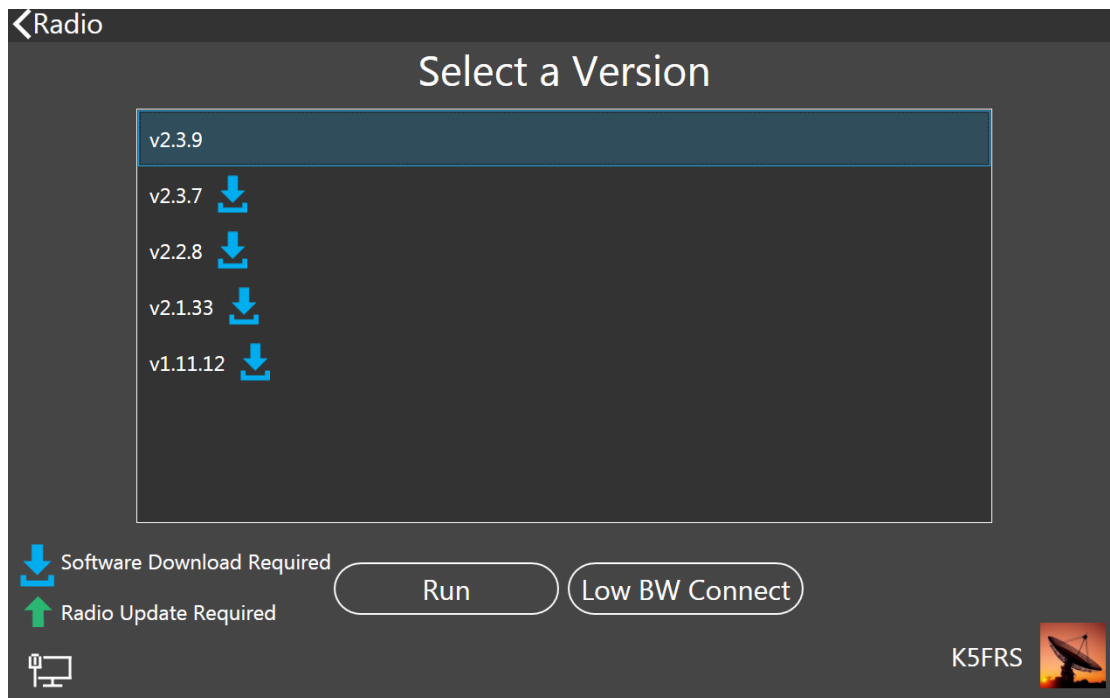 Radio
Select a Version
v2.3.9
v2.3.7
v2.2.8
v2.1.33
v1.11.12
Software Download Required
Radio Update Required
Run
Low BW Connect
K5FRS